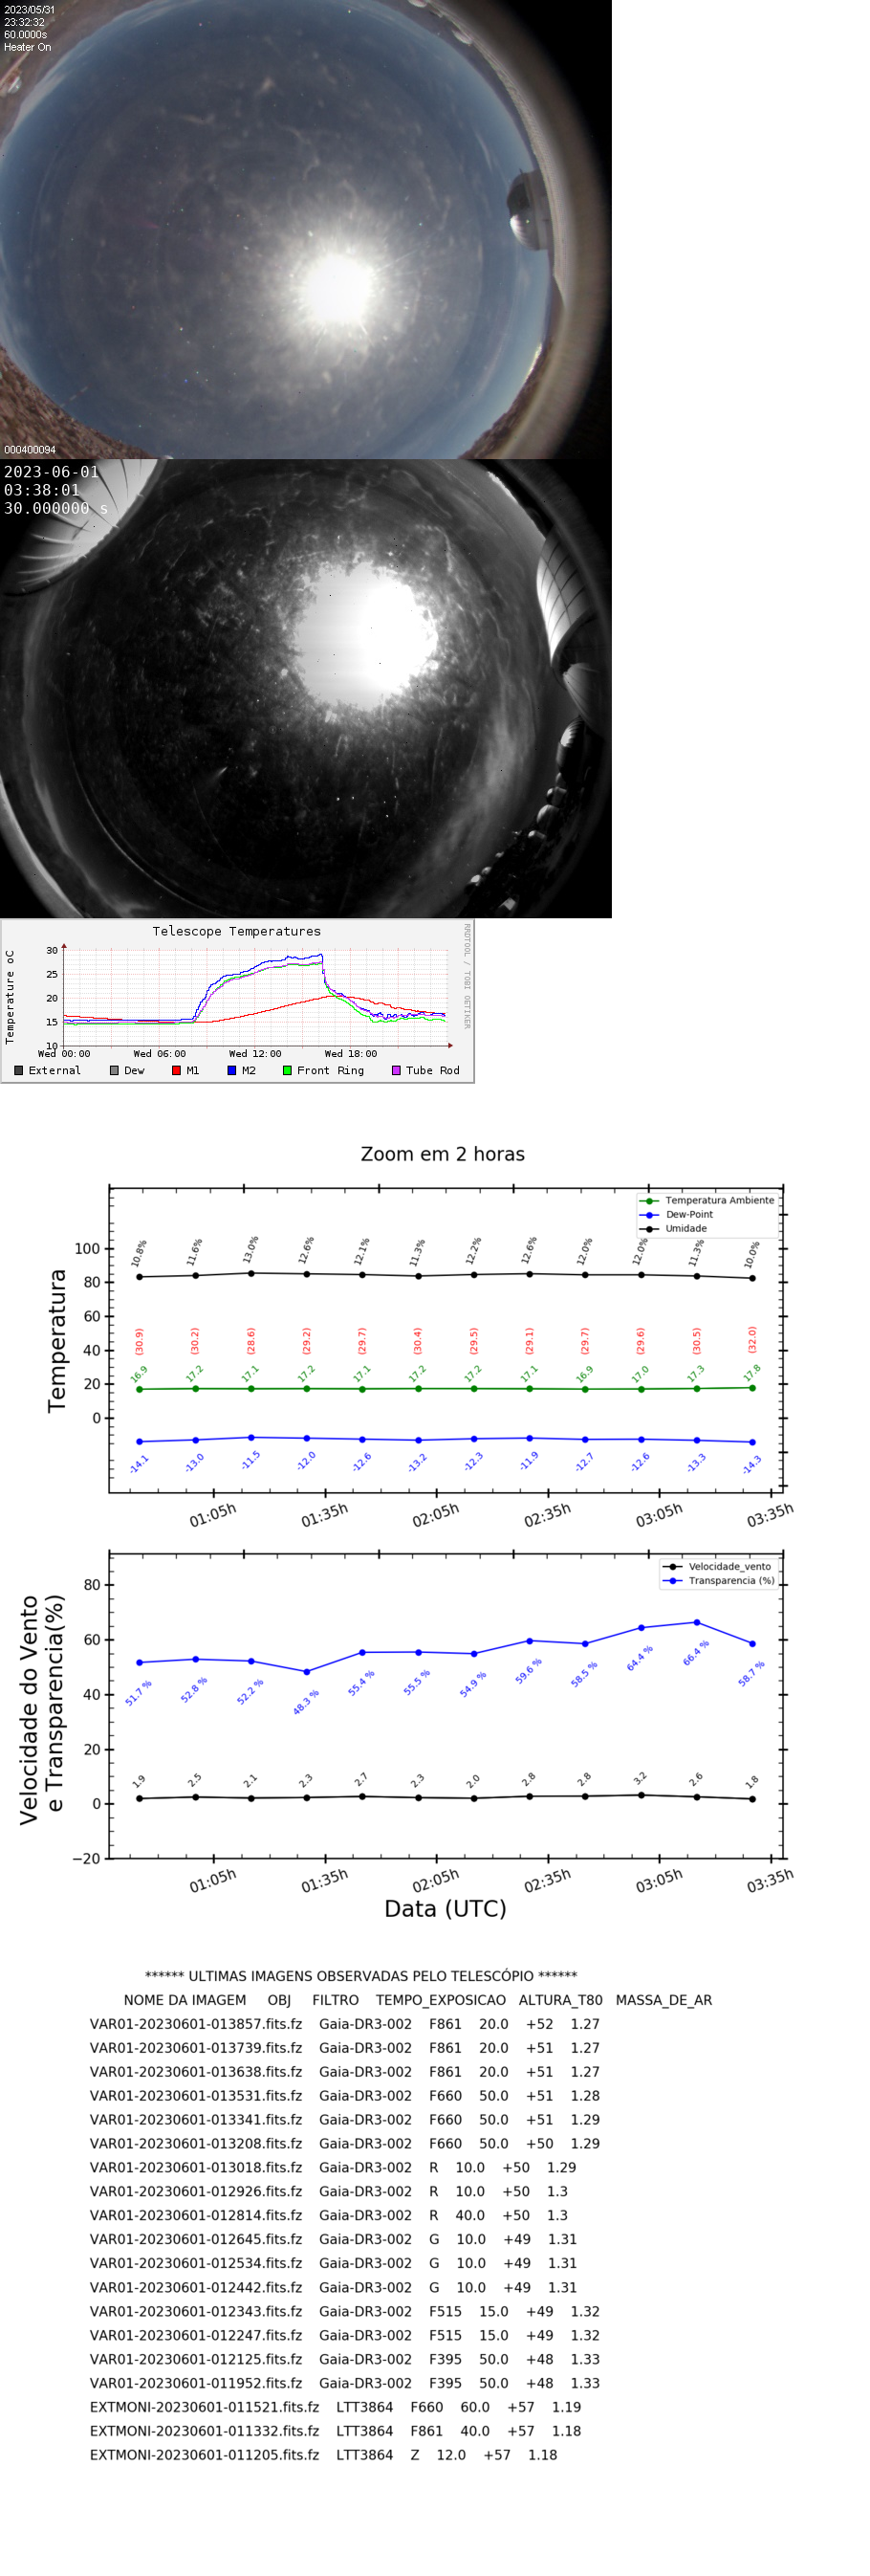 2023/05/31
23:32:32
60.0000s
Heater On
000400094
2023-06-01
03:38:01
30.000000 s
Telescope Temperatures
RRDTOOL / TOBI OETIKER
Temperature oC
30
25
20
15
10
Wed 00:00 Wed 06:00 Wed 12:00 Wed 18:00
External Dew M1 M2 Front Ring Tube Rod
Zoom em 2 horas
Temperatura Ambiente
Dew-Point
Umidade
Temperatura
100
80
60
40
20
0
10.8% 11.6% 13.0% 12.6% 12.1% 11.3% 12.2% 12.6% 12.0% 12.0% 11.3% 10.0%
(30.9) (30.2) (28.6) (29.2) (29.7) (30.4) (29.5) (29.1) (29.7) (29.6) (30.5) (32.0)
16.9 17.2 17.1 17.2 17.1 17.2 17.2 17.1 16.9 17.0 17.3 17.8
-14.1 -13.0 -11.5 -12.0 -12.6 -13.2 -12.3 -11.9 -12.7 -12.6 -13.3 -14.3
01:05h 01:35h 02:05h 02:35h 03:05h 03:35h
Velocidade_vento
Transparencia (%)
Velocidade do Vento
e Transparencia(%)
80
60
40
20
0
−20
51.7 % 52.8 % 52.2 % 48.3 % 55.4 % 55.5 % 54.9 % 59.6 % 58.5 % 64.4 % 66.4 % 58.7 %
1.9 2.5 2.1 2.3 2.7 2.3 2.0 2.8 2.8 3.2 2.6 1.8
01:05h 01:35h 02:05h 02:35h 03:05h 03:35h
Data (UTC)
****** ULTIMAS IMAGENS OBSERVADAS PELO TELESCÓPIO ******
NOME DA IMAGEM OBJ FILTRO TEMPO_EXPOSICAO ALTURA_T80 MASSA_DE_AR
VAR01-20230601-013857.fits.fz Gaia-DR3-002 F861 20.0 +52 1.27
VAR01-20230601-013739.fits.fz Gaia-DR3-002 F861 20.0 +51 1.27
VAR01-20230601-013638.fits.fz Gaia-DR3-002 F861 20.0 +51 1.27
VAR01-20230601-013531.fits.fz Gaia-DR3-002 F660 50.0 +51 1.28
VAR01-20230601-013341.fits.fz Gaia-DR3-002 F660 50.0 +51 1.29
VAR01-20230601-013208.fits.fz Gaia-DR3-002 F660 50.0 +50 1.29
VAR01-20230601-013018.fits.fz Gaia-DR3-002 R 10.0 +50 1.29
VAR01-20230601-012926.fits.fz Gaia-DR3-002 R 10.0 +50 1.3
VAR01-20230601-012814.fits.fz Gaia-DR3-002 R 40.0 +50 1.3
VAR01-20230601-012645.fits.fz Gaia-DR3-002 G 10.0 +49 1.31
VAR01-20230601-012534.fits.fz Gaia-DR3-002 G 10.0 +49 1.31
VAR01-20230601-012442.fits.fz Gaia-DR3-002 G 10.0 +49 1.31
VAR01-20230601-012343.fits.fz Gaia-DR3-002 F515 15.0 +49 1.32
VAR01-20230601-012247.fits.fz Gaia-DR3-002 F515 15.0 +49 1.32
VAR01-20230601-012125.fits.fz Gaia-DR3-002 F395 50.0 +48 1.33
VAR01-20230601-011952.fits.fz Gaia-DR3-002 F395 50.0 +48 1.33
EXTMONI-20230601-011521.fits.fz LTT3864 F660 60.0 +57 1.19
EXTMONI-20230601-011332.fits.fz LTT3864 F861 40.0 +57 1.18
EXTMONI-20230601-011205.fits.fz LTT3864 Z 12.0 +57 1.18